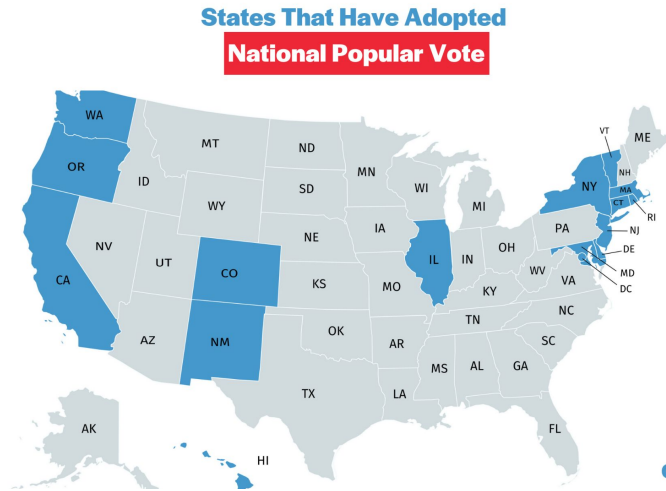 States That Have Adopted
National Popular Vote
WA
MT
ND
MN
VT
ME
OR
ID
SD
WI
MI
NY
NH
MA
CT
RI
WY
IA
PA
NJ
NV
NE
IL
IN
OH
DE
UT
CO
MD
CA
KS
MO
WV
VA
DC
KY
AZ
NM
OK
TN
NC
AR
SC
TX
MS
AL
GA
LA
AK
FL
HI